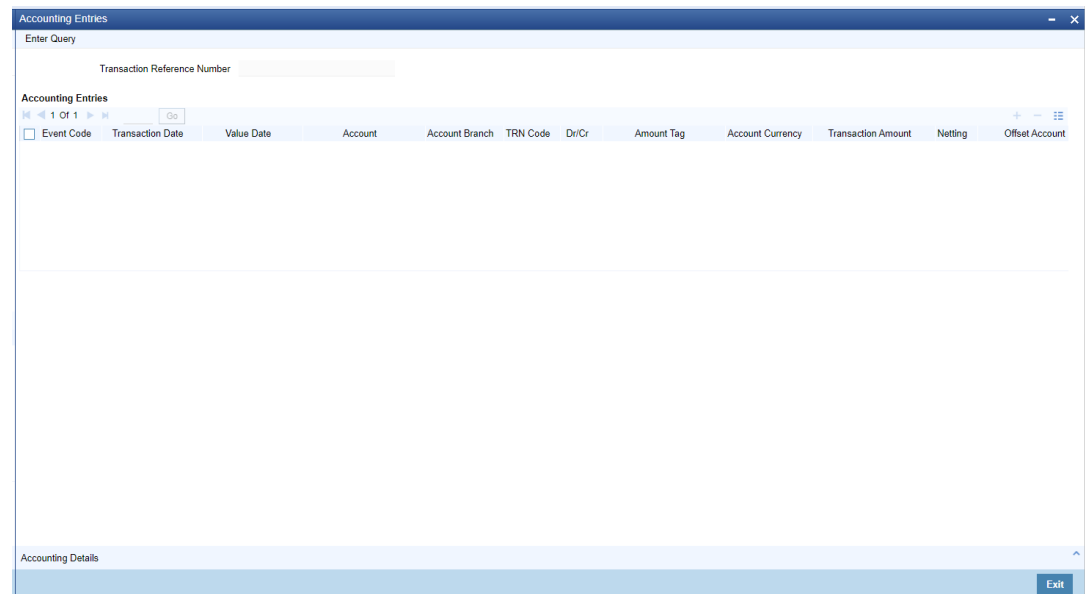 Accounting Entries
Enter Query
Transaction Reference Number
Accounting Entries
1 Of 1 Go
Event Code Transaction Date Value Date Account Account Branch TRN Code Dr/Cr Amount Tag Account Currency Transaction Amount Netting Offset Account
Accounting Details
Exit